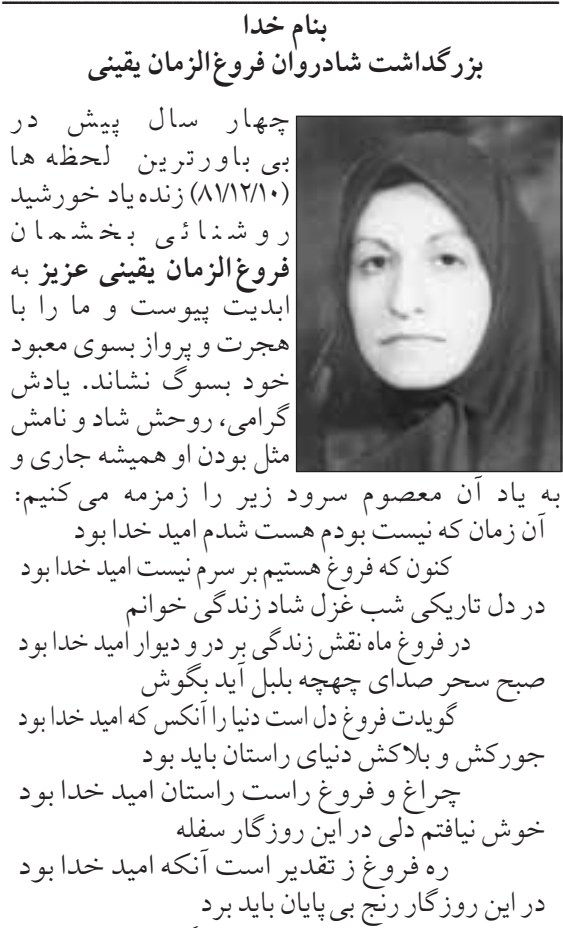 بنام خدا
بزرگداشت شادروان فروغ‌الزمان یقینی
چهار سال پیش در
بی باورترین لحظه ها
(۸۱/۱۲/۱۰) زنده یاد خورشید
روشنائی بخشمان
فروغ‌الزمان یقینی عزیز به
ابدیت پیوست و ما را با
هجرت و پرواز بسوی معبود
خود بسوگ نشاند. یادش
گرامی، روحش شاد و نامش
مثل بودن او همیشه جاری و
به یاد آن معصوم سرود زیر را زمزمه می‌کنیم:
آن زمان که نیست بودم هست شدم امید خدا بود
کنون که فروغ هستیم بر سرم نیست امید خدا بود
در دل تاریکی شب غزل شاد زندگی خوانم
در فروغ ماه نقش زندگی بر در و دیوار امید خدا بود
صبح سحر صدای چهچه بلبل آید بگوش
گویدت فروغ دل است دنیا را آنکس که امید خدا بود
جورکش و بلاکش دنیای راستان باید بود
چراغ و فروغ راست راستان امید خدا بود
خوش نیافتم دلی در این روزگار سفله
ره فروغ ز تقدیر است آنکه امید خدا بود
در این روزگار رنج بی‌پایان باید برد